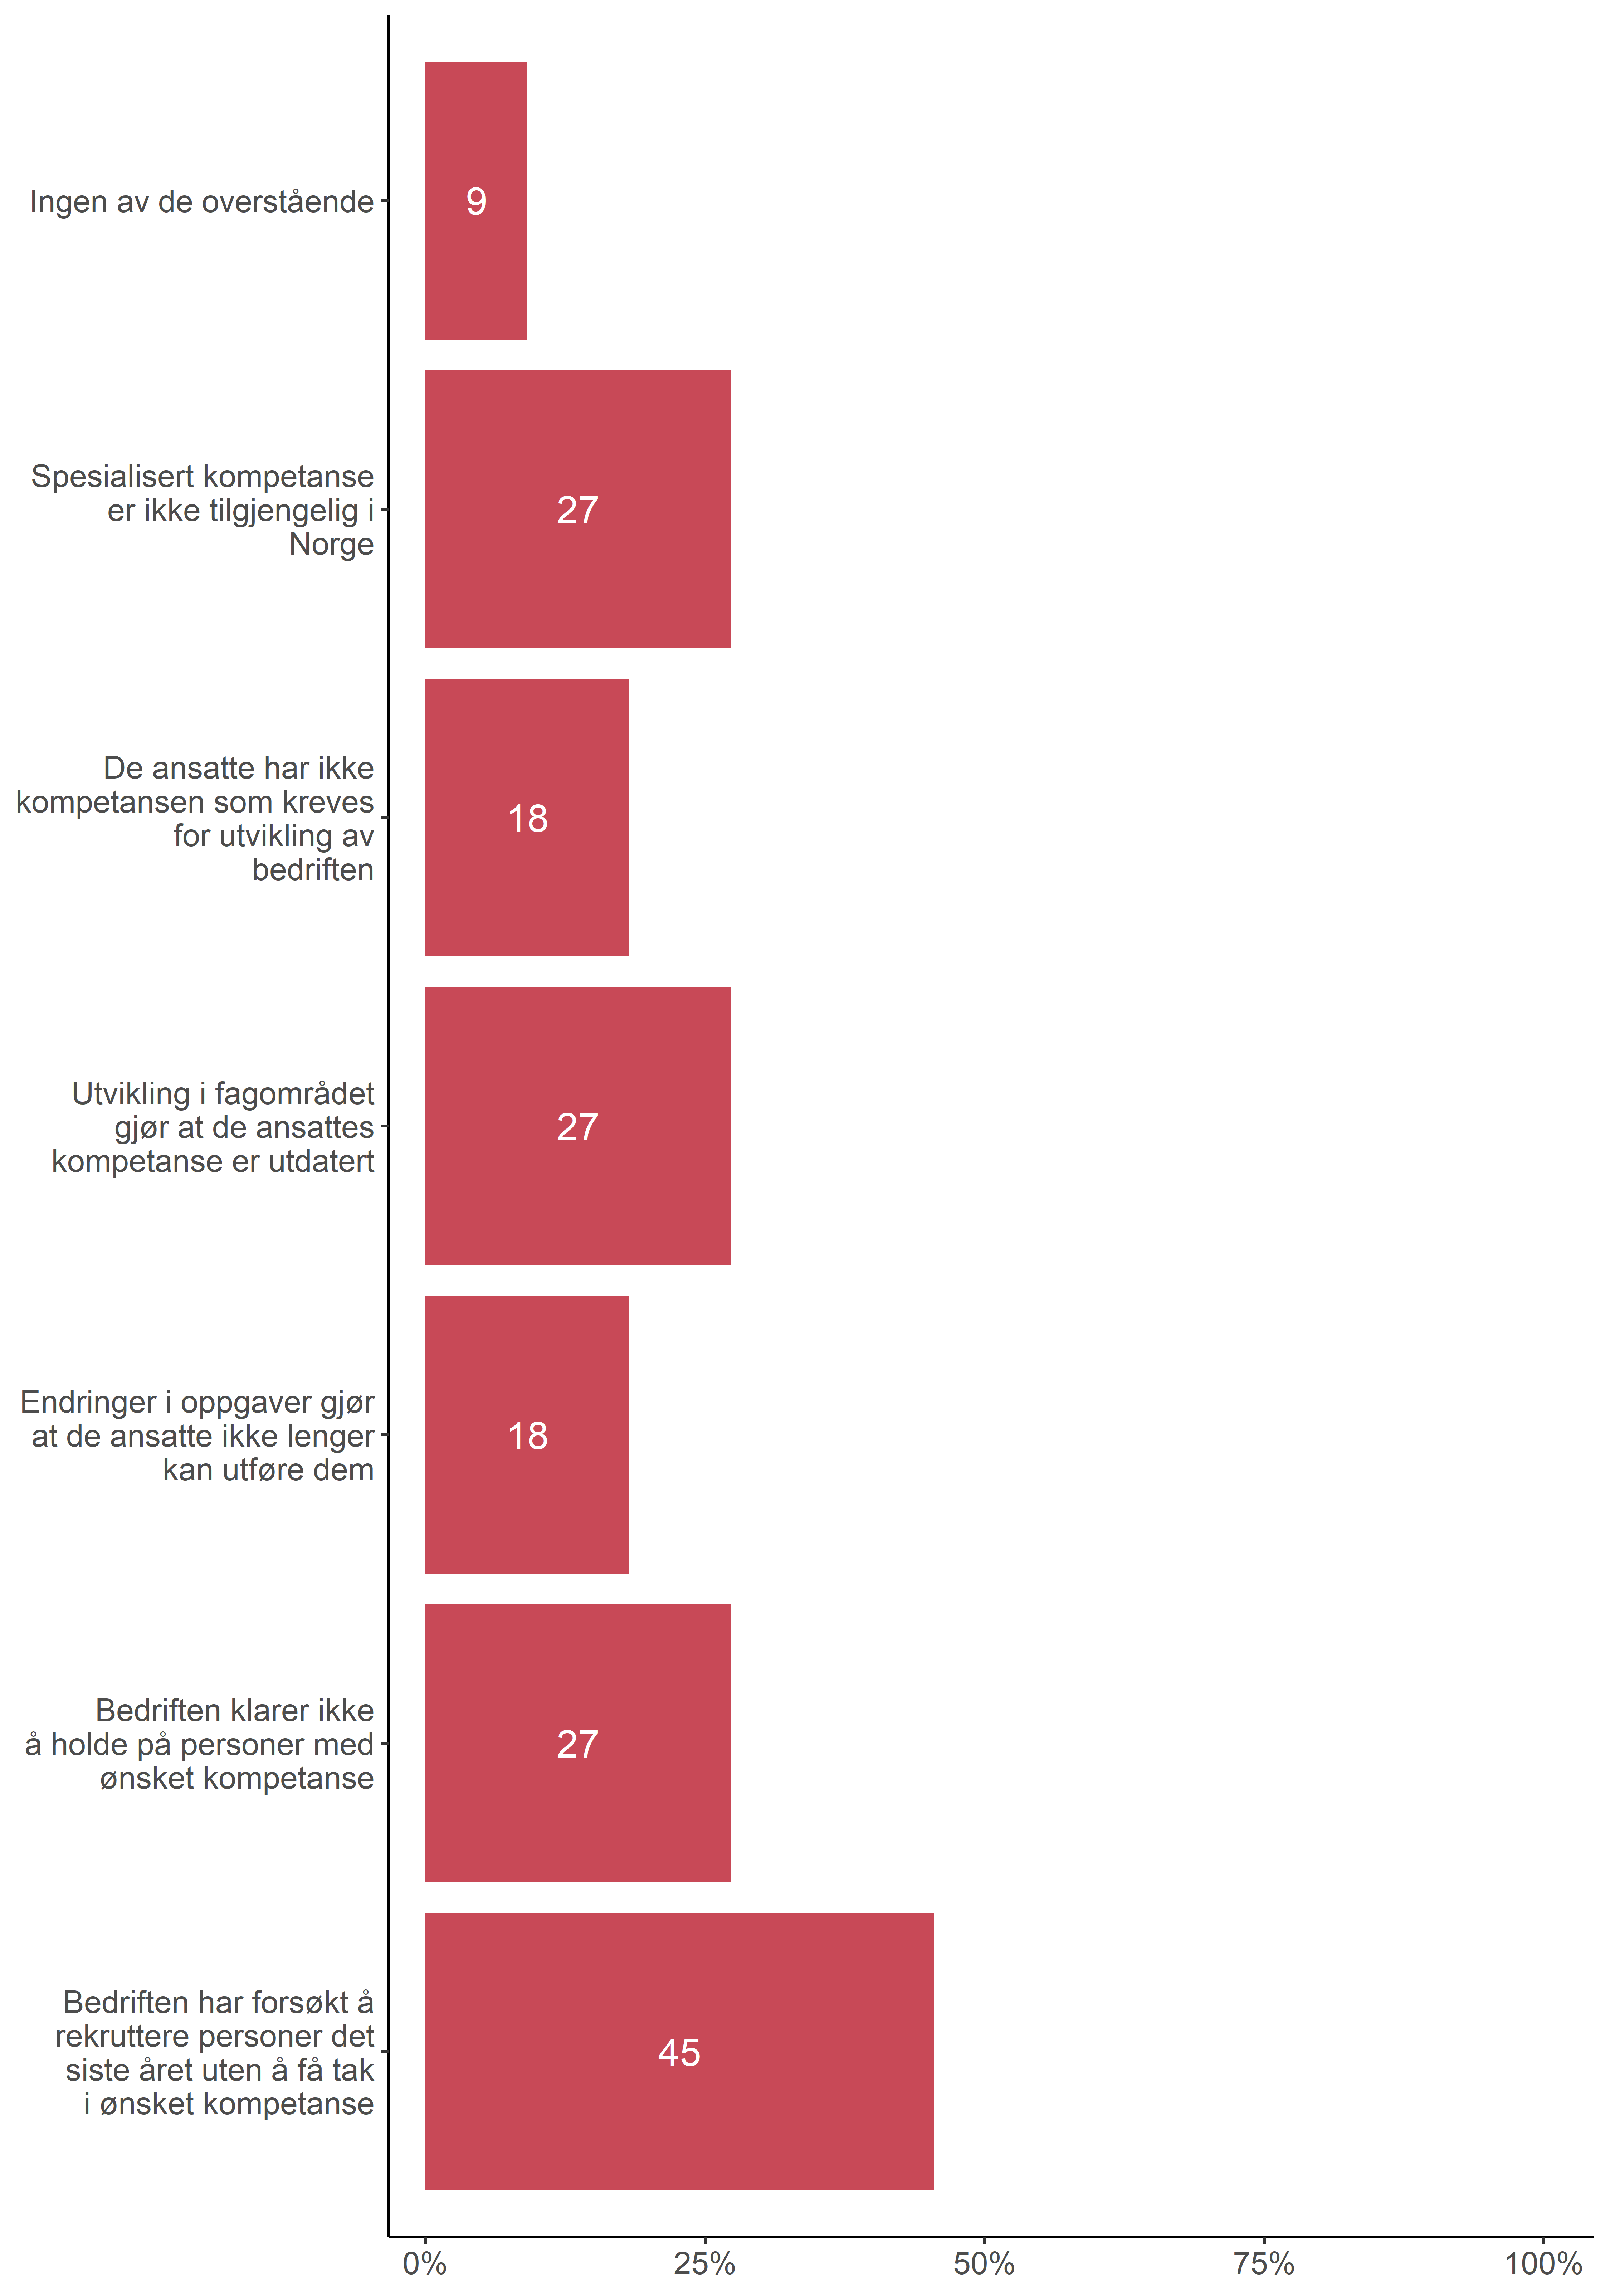 Ingen av de overstående
9
Spesialisert kompetanse
er ikke tilgjengelig i
Norge
27
De ansatte har ikke
kompetansen som kreves
for utvikling av
bedriften
18
Utvikling i fagområdet
gjør at de ansattes
kompetanse er utdatert
27
Endringer i oppgaver gjør
at de ansatte ikke lenger
kan utføre dem
18
Bedriften klarer ikke
å holde på personer med
ønsket kompetanse
27
Bedriften har forsøkt å
rekruttere personer det
siste året uten å få tak
i ønsket kompetanse
45
0% 25% 50% 75% 100%